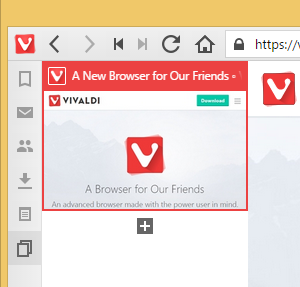 https://v
A New Browser for Our Friends -
VIVALDI
Download
A Browser for Our Friends
An advanced browser made with the power user in mind.